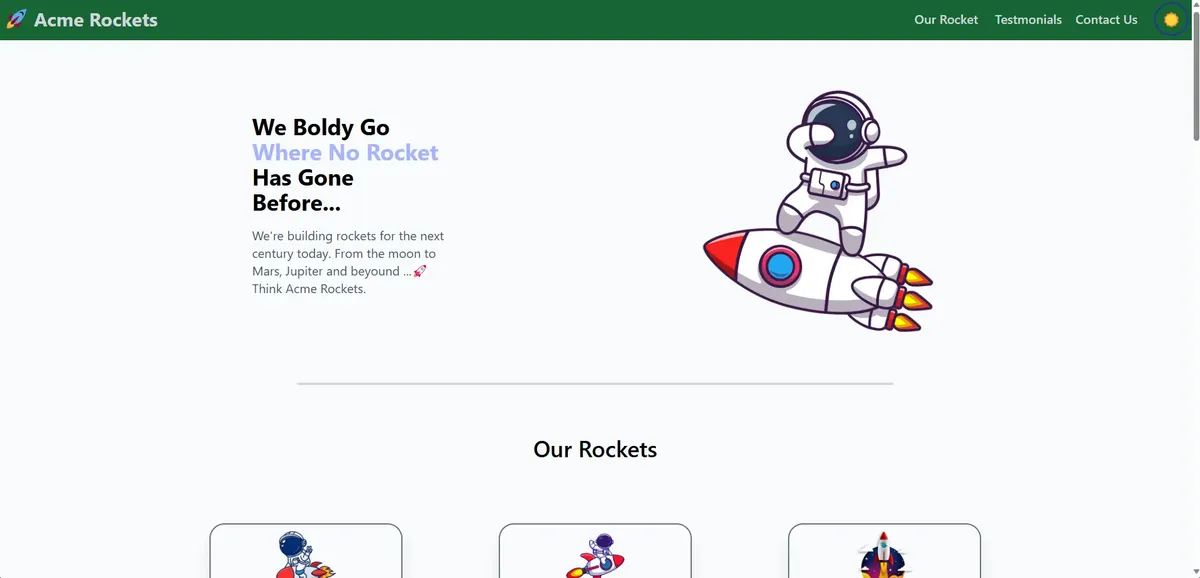 🚀 Acme Rockets
Our Rocket Testmonials Contact Us
We Boldy Go
Where No Rocket
Has Gone
Before...
We're building rockets for the next
century today. From the moon to
Mars, Jupiter and beyound ... 🚀
Think Acme Rockets.
Our Rockets